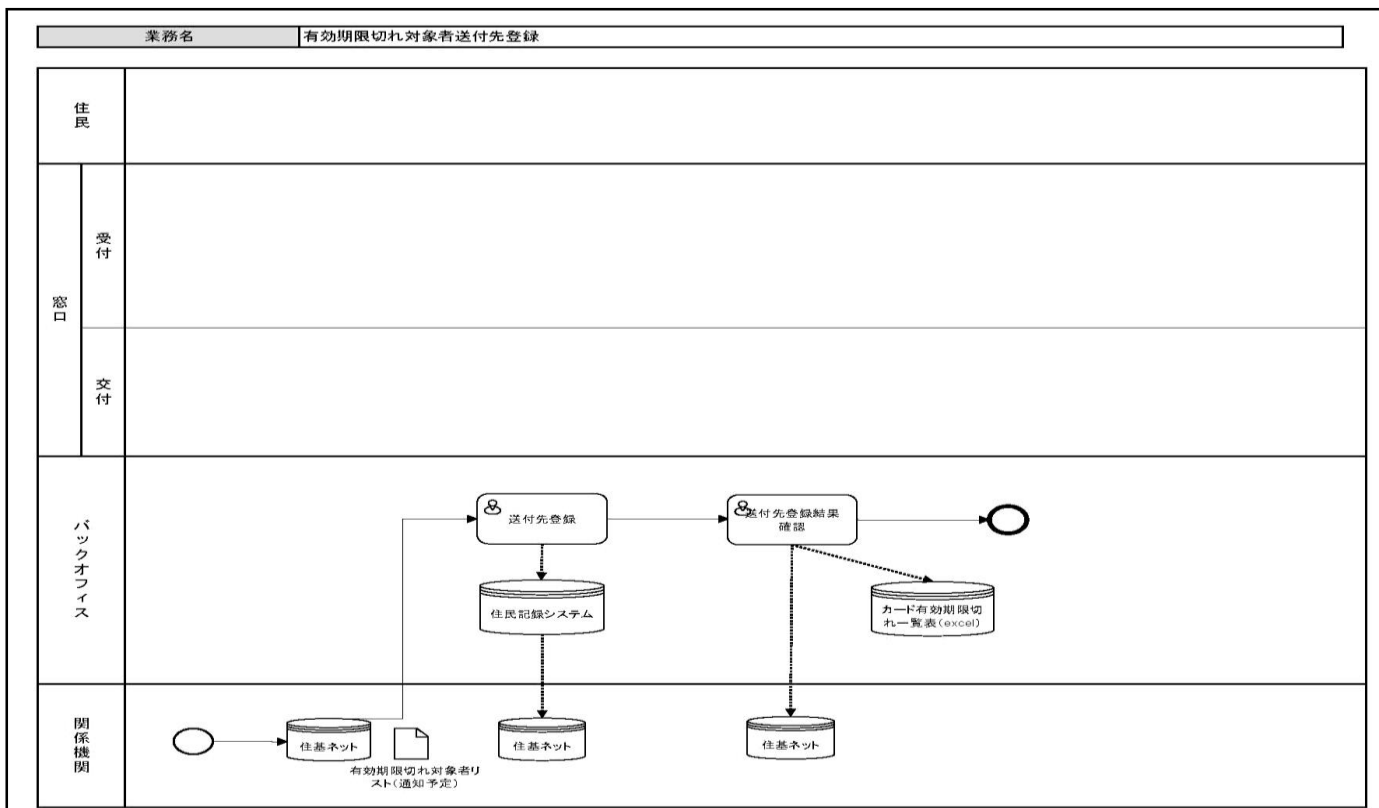 業務名
有効期限切れ対象者送付先登録
住民
窓口
受付
交付
バックオフィス
送付先登録
送付先登録結果
確認
住民記録システム
カード有効期限切
れ一覧表(excel)
関係機関
住基ネット
有効期限切れ対象者リ
スト(通知予定)
住基ネット
住基ネット